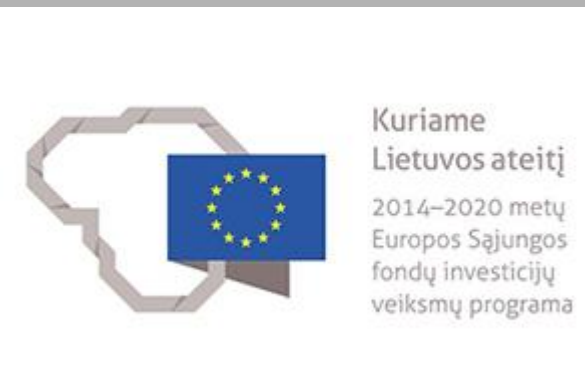 Kuriame
Lietuvos ateitį
2014–2020 metų
Europos Sąjungos
fondų investicijų
veiksmų programa